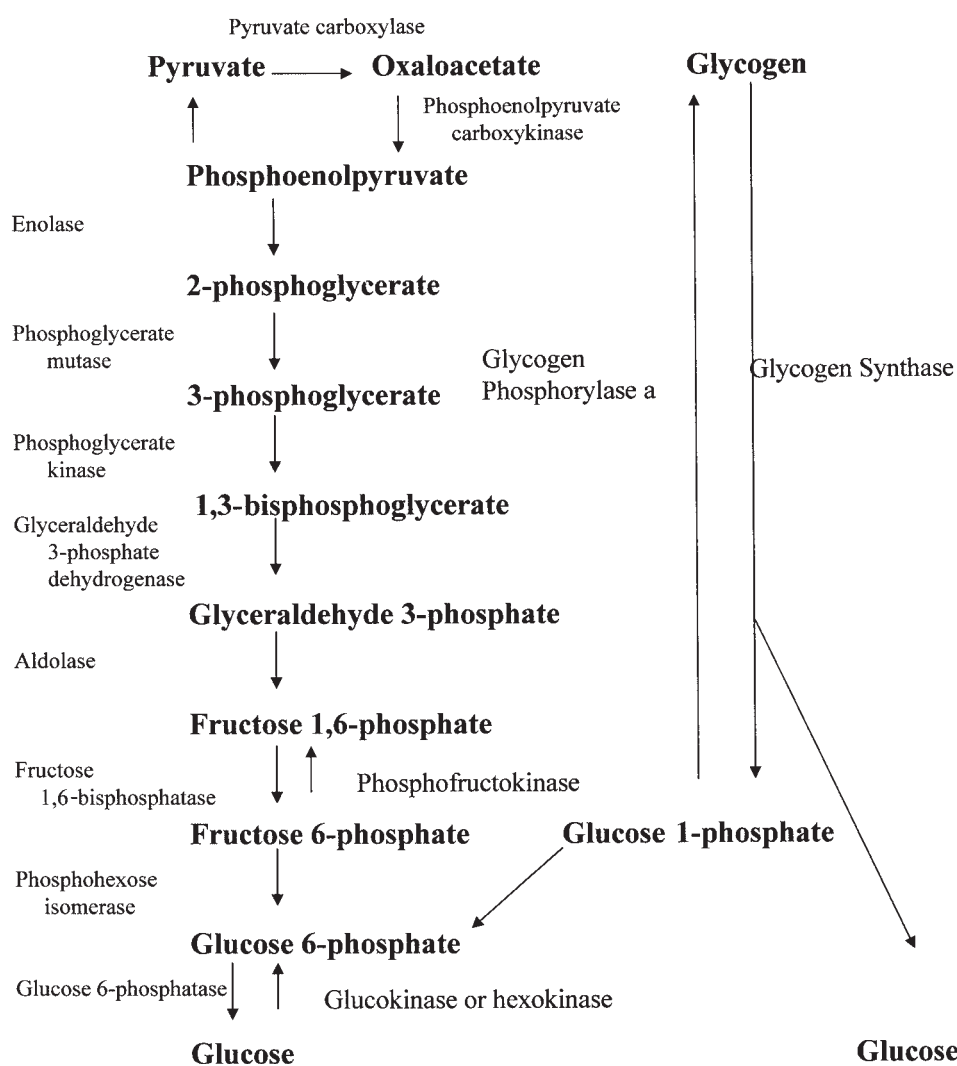 Pyruvate carboxylase
Pyruvate
Oxaloacetate
Glycogen
Phosphoenolpyruvate
carboxykinase
Phosphoenolpyruvate
Enolase
2-phosphoglycerate
Phosphoglycerate
mutase
Glycogen
Phosphorylase a
Glycogen Synthase
3-phosphoglycerate
Phosphoglycerate
kinase
1,3-bisphosphoglycerate
Glyceraldehyde
3-phosphate
dehydrogenase
Glyceraldehyde 3-phosphate
Aldolase
Fructose 1,6-phosphate
Fructose
1,6-bisphosphatase
Phosphofructokinase
Fructose 6-phosphate
Glucose 1-phosphate
Phosphohexose
isomerase
Glucose 6-phosphate
Glucose 6-phosphatase
Glucokinase or hexokinase
Glucose
Glucose